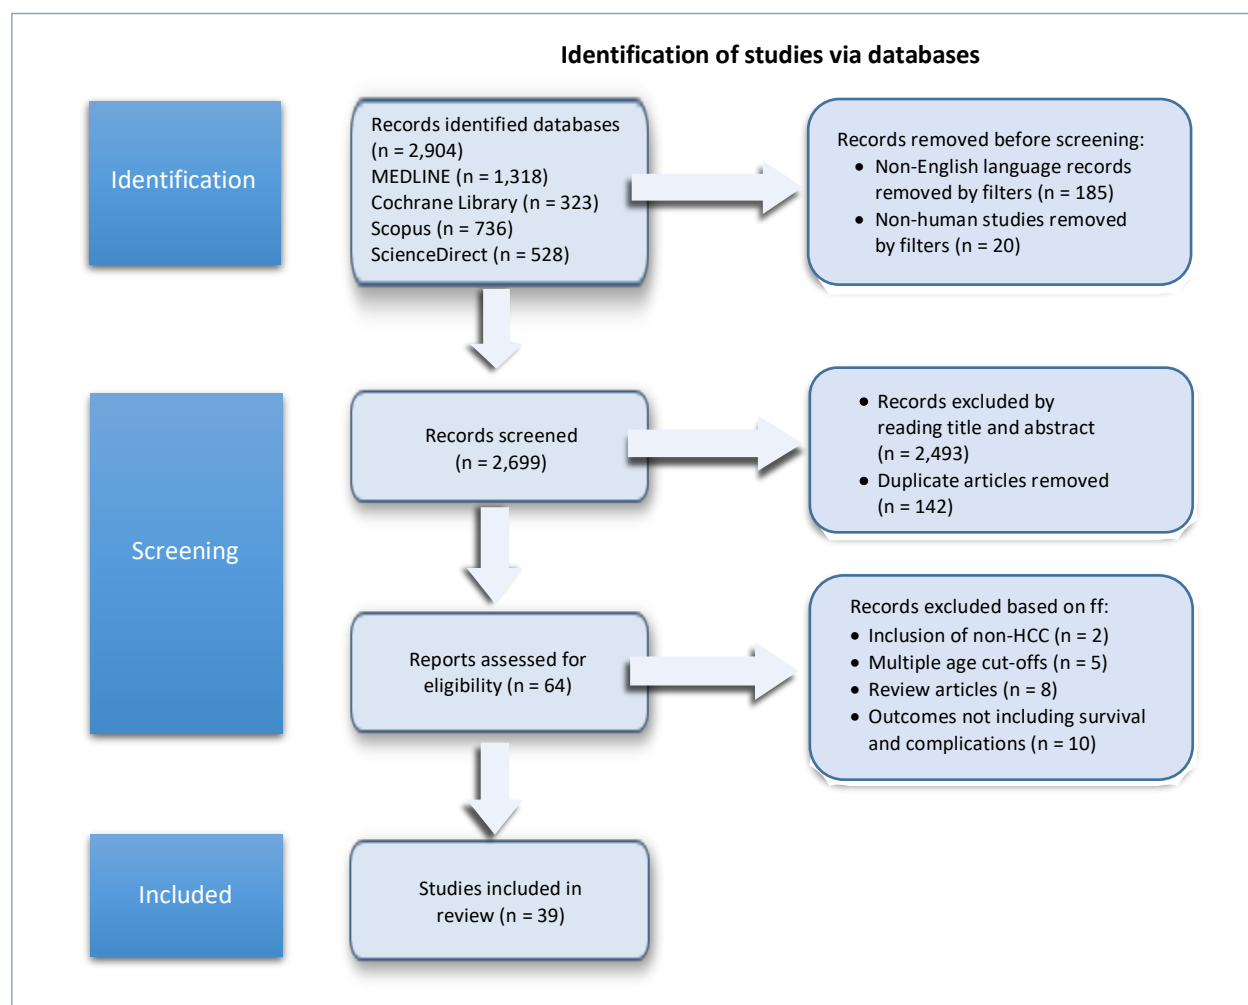 Identification of studies via databases
Identification
Records identified databases
(n = 2,904)
MEDLINE (n = 1,318)
Cochrane Library (n = 323)
Scopus (n = 736)
ScienceDirect (n = 528)
Records removed before screening:
• Non-English language records
removed by filters (n = 185)
• Non-human studies removed
by filters (n = 20)
Screening
Records screened
(n = 2,699)
• Records excluded by
reading title and abstract
(n = 2,493)
• Duplicate articles removed
(n = 142)
Reports assessed for
eligibility (n = 64)
Records excluded based on ff:
• Inclusion of non-HCC (n = 2)
• Multiple age cut-offs (n = 5)
• Review articles (n = 8)
• Outcomes not including survival
and complications (n = 10)
Included
Studies included in
review (n = 39)